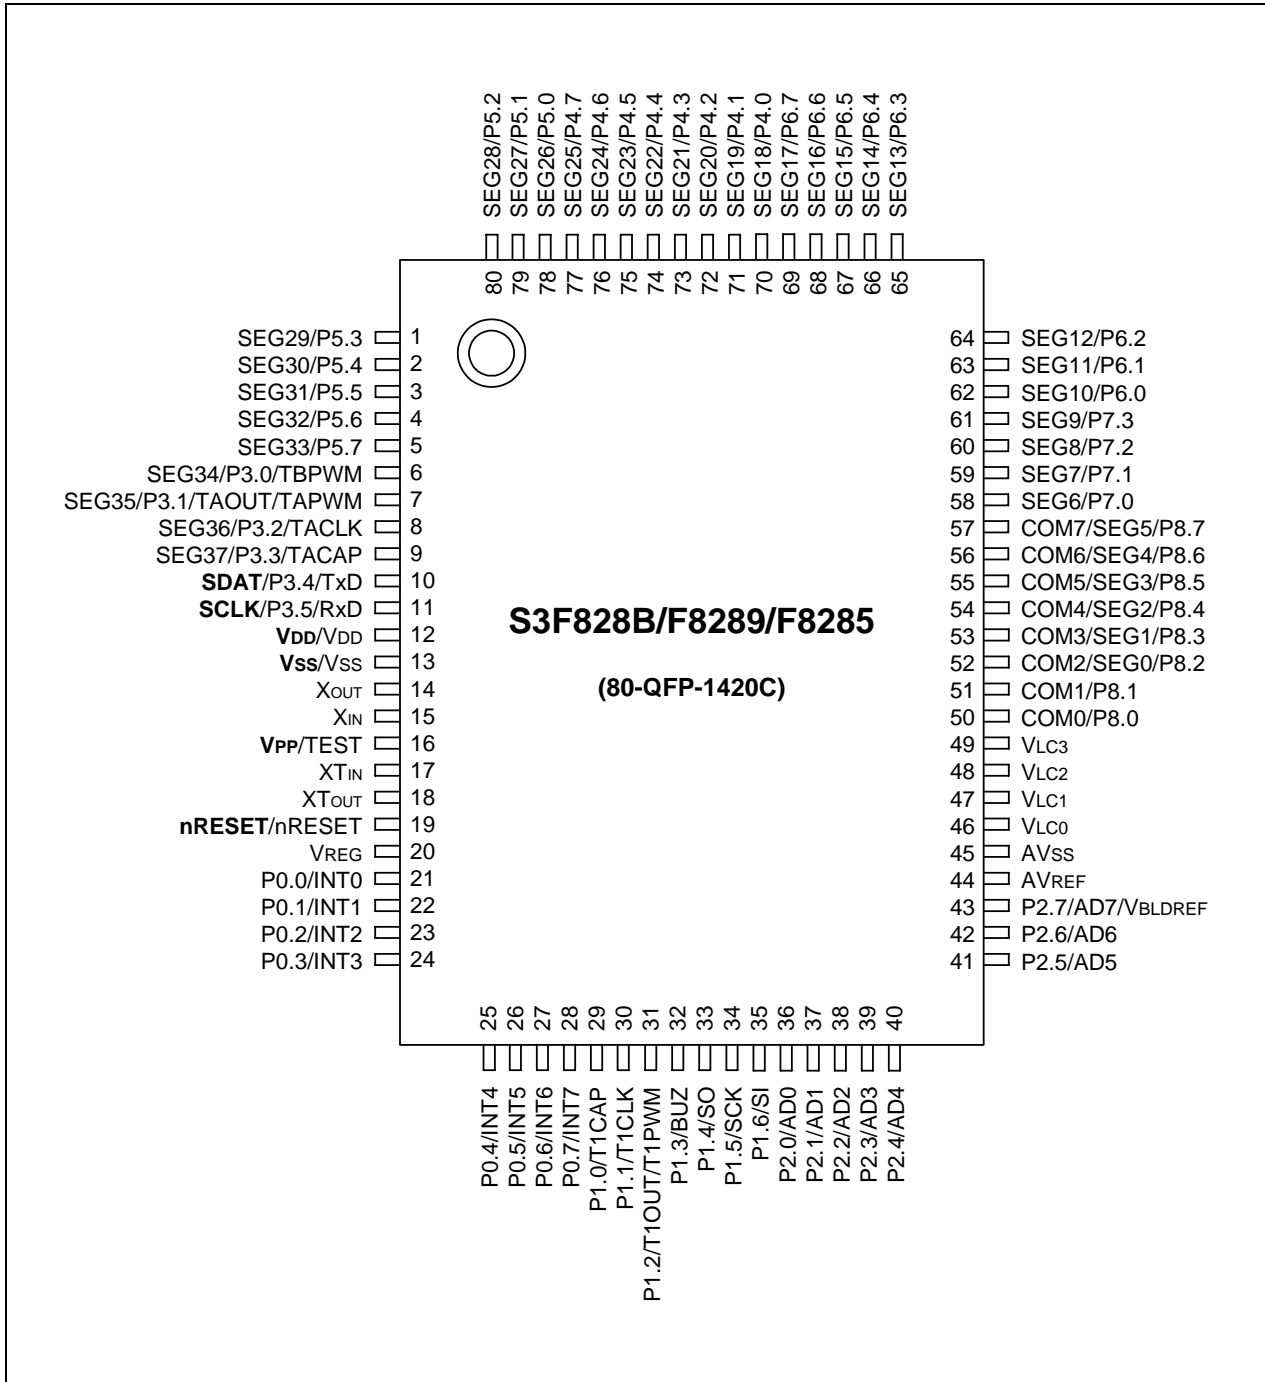 SEG28/P5.2
SEG27/P5.1
SEG26/P5.0
SEG25/P4.7
SEG24/P4.6
SEG23/P4.5
SEG22/P4.4
SEG21/P4.3
SEG20/P4.2
SEG19/P4.1
SEG18/P4.0
SEG17/P6.7
SEG16/P6.6
SEG15/P6.5
SEG14/P6.4
SEG13/P6.3
80
79
78
77
76
75
74
73
72
71
70
69
68
67
66
65
SEG29/P5.3 1
SEG30/P5.4 2
SEG31/P5.5 3
SEG32/P5.6 4
SEG33/P5.7 5
SEG34/P3.0/TBPWM 6
SEG35/P3.1/TAOUT/TAPWM 7
SEG36/P3.2/TACLK 8
SEG37/P3.3/TACAP 9
SDAT/P3.4/TxD 10
SCLK/P3.5/RxD 11
VDD/VDD 12
VSS/VSS 13
XOUT 14
XIN 15
VPP/TEST 16
XTIN 17
XTOUT 18
nRESET/nRESET 19
VREG 20
P0.0/INT0 21
P0.1/INT1 22
P0.2/INT2 23
P0.3/INT3 24
S3F828B/F8289/F8285
(80-QFP-1420C)
64 SEG12/P6.2
63 SEG11/P6.1
62 SEG10/P6.0
61 SEG9/P7.3
60 SEG8/P7.2
59 SEG7/P7.1
58 SEG6/P7.0
57 COM7/SEG5/P8.7
56 COM6/SEG4/P8.6
55 COM5/SEG3/P8.5
54 COM4/SEG2/P8.4
53 COM3/SEG1/P8.3
52 COM2/SEG0/P8.2
51 COM1/P8.1
50 COM0/P8.0
49 VLC3
48 VLC2
47 VLC1
46 VLC0
45 AVSS
44 AVREF
43 P2.7/AD7/VBLDREF
42 P2.6/AD6
41 P2.5/AD5
25
26
27
28
29
30
31
32
33
34
35
36
37
38
39
40
P0.4/INT4
P0.5/INT5
P0.6/INT6
P0.7/INT7
P1.0/T1CAP
P1.1/T1CLK
P1.2/T1OUT/T1PWM
P1.3/BUZ
P1.4/SO
P1.5/SCK
P1.6/SI
P2.0/AD0
P2.1/AD1
P2.2/AD2
P2.3/AD3
P2.4/AD4